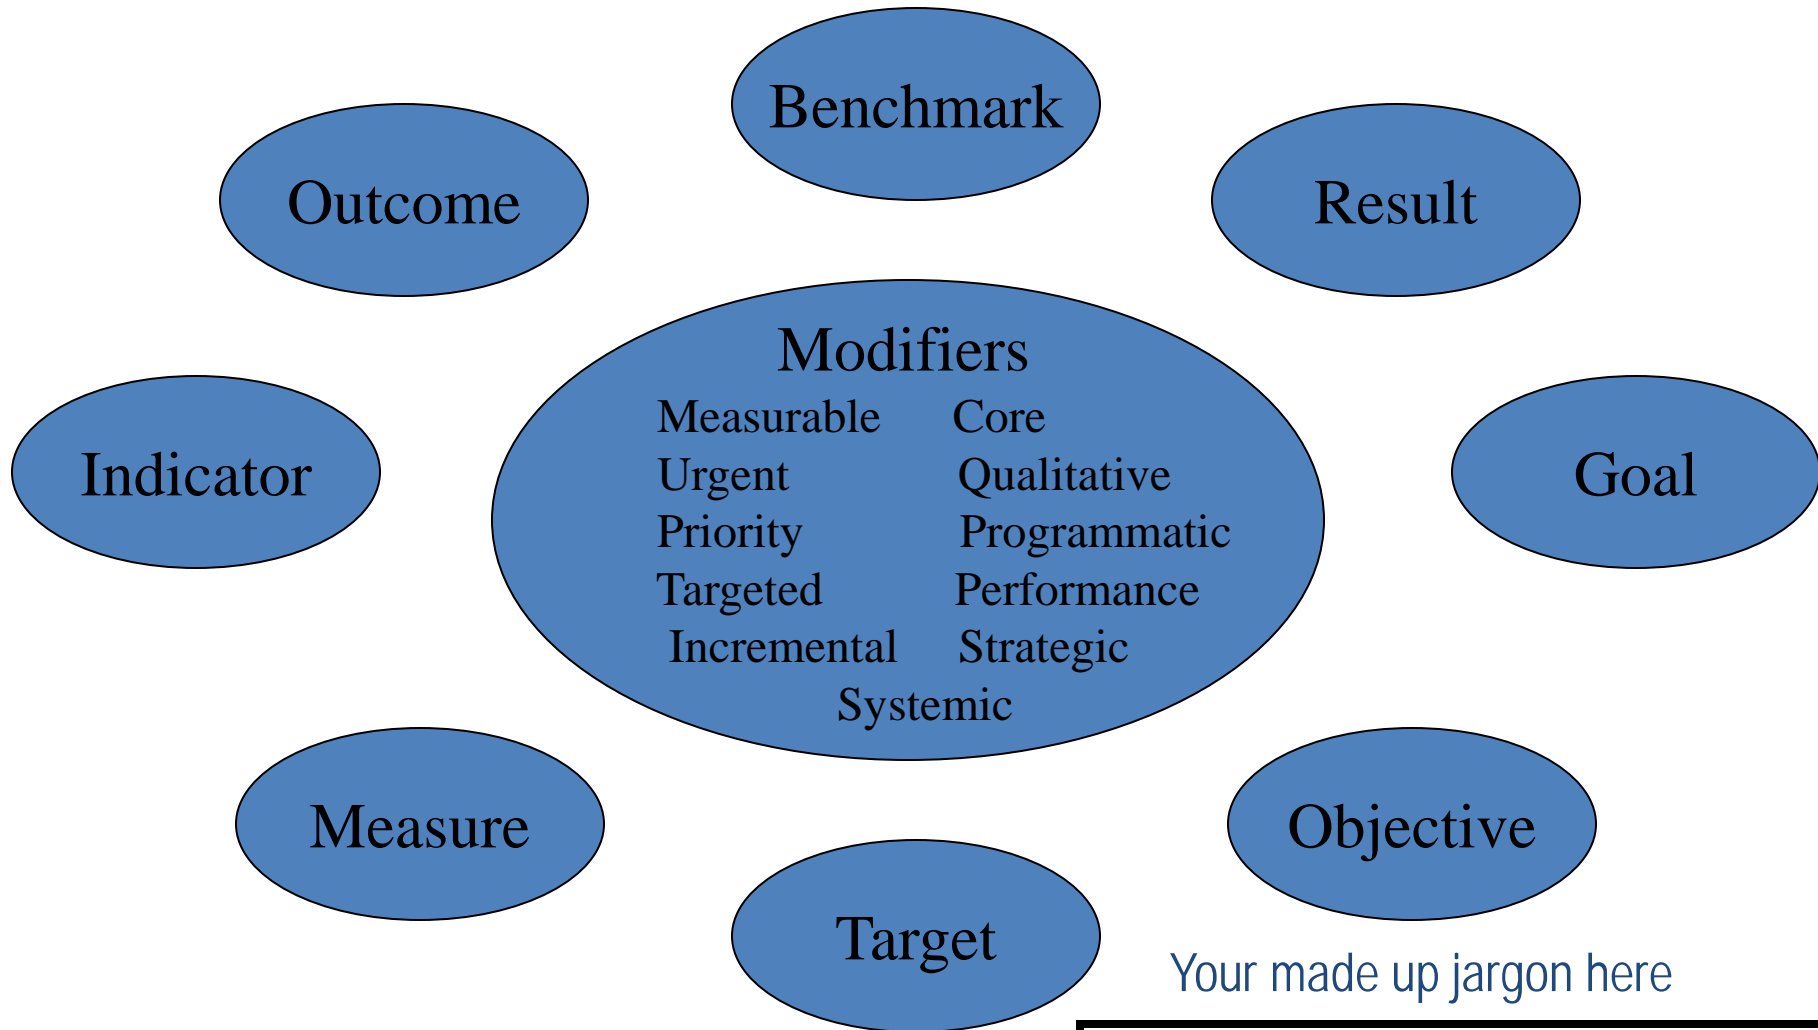 Benchmark
Outcome
Result
Modifiers
Measurable Core
Urgent Qualitative
Priority Programmatic
Targeted Performance
Incremental Strategic
Systemic
Indicator
Goal
Measure
Objective
Target
Your made up jargon here